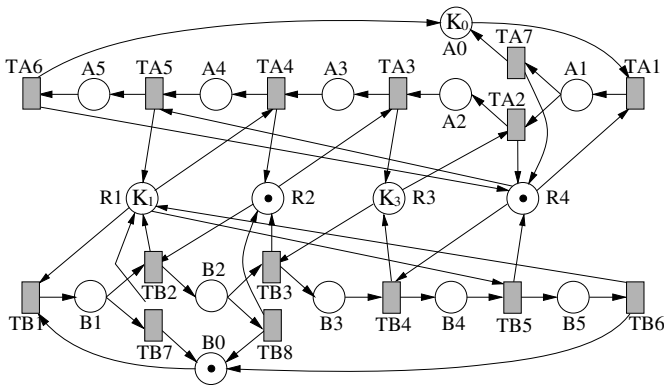 K₀
A0
TA7
TA6
A5
TA5
A4
TA4
A3
TA3
A2
TA2
A1
TA1
R1
K₁
R2
K₃
R3
R4
TB1
B1
TB2
B2
TB3
B3
TB4
B4
TB5
B5
TB6
TB7
B0
TB8